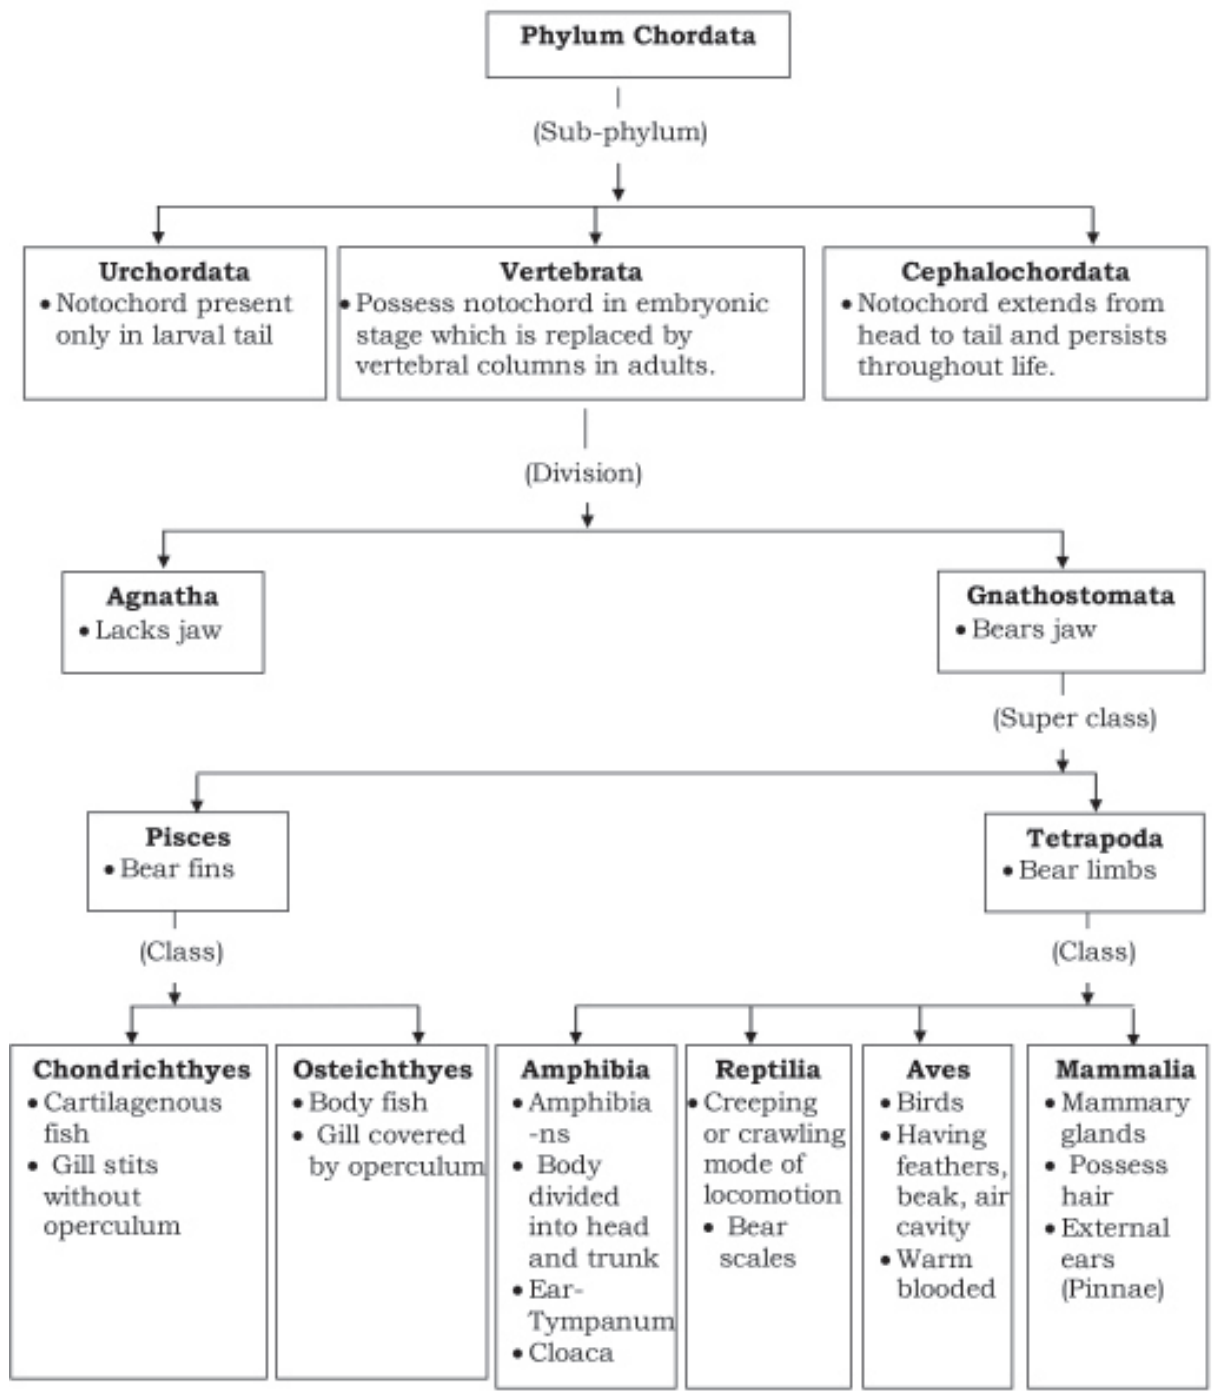 Phylum Chordata
(Sub-phylum)
Urchordata
• Notochord present
only in larval tail
Vertebrata
• Possess notochord in embryonic
stage which is replaced by
vertebral columns in adults.
Cephalochordata
• Notochord extends from
head to tail and persists
throughout life.
(Division)
Agnatha
• Lacks jaw
Gnathostomata
• Bears jaw
(Super class)
Pisces
• Bear fins
Tetrapoda
• Bear limbs
(Class)
(Class)
Chondrichthyes
• Cartilagenous
fish
• Gill stits
without
operculum
Osteichthyes
• Body fish
• Gill covered
by operculum
Amphibia
• Amphibia
-ns
• Body
divided
into head
and trunk
• Ear-
Tympanum
• Cloaca
Reptilia
• Creeping
or crawling
mode of
locomotion
• Bear
scales
Aves
• Birds
• Having
feathers,
beak, air
cavity
• Warm
blooded
Mammalia
• Mammary
glands
• Possess
hair
• External
ears
(Pinnae)